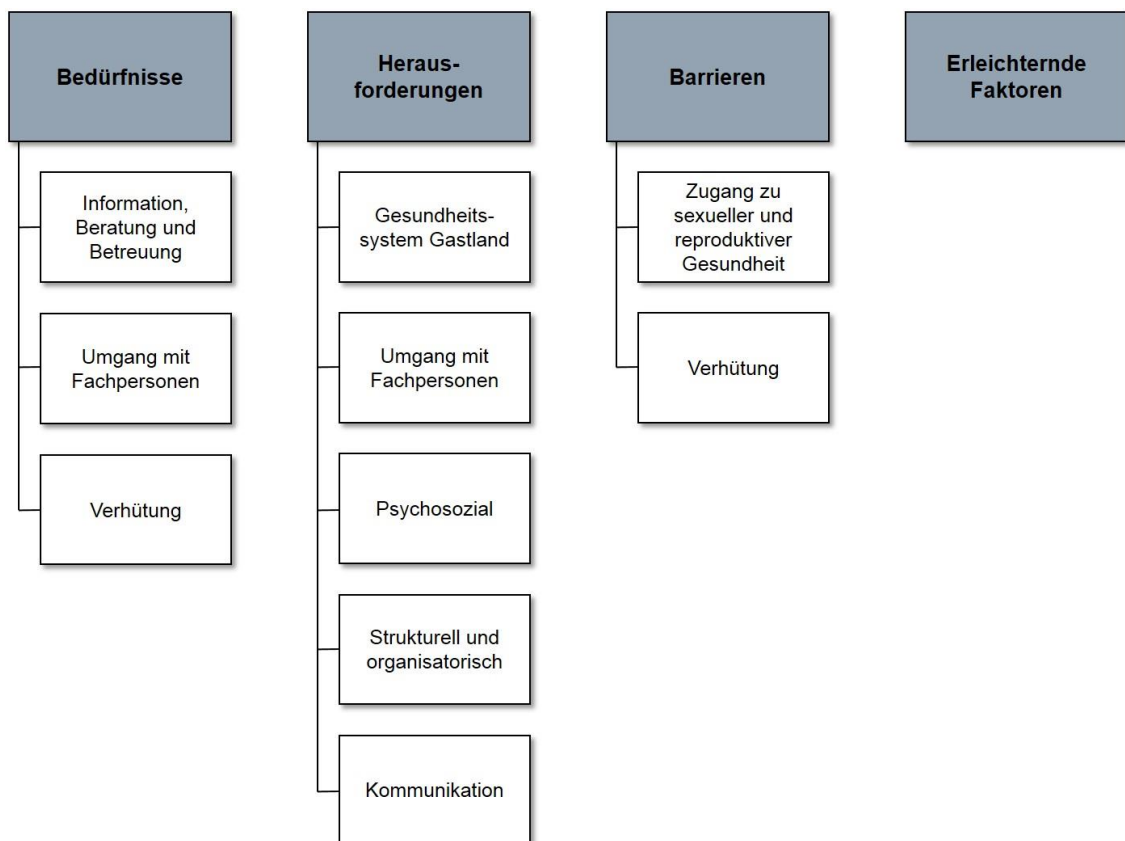 Bedürfnisse
Information,
Beratung und
Betreuung
Umgang mit
Fachpersonen
Verhütung
Heraus-
forderungen
Gesundheits-
system Gastland
Umgang mit
Fachpersonen
Psychosozial
Strukturell und
organisatorisch
Kommunikation
Barrieren
Zugang zu
sexueller und
reproduktiver
Gesundheit
Verhütung
Erleichternde
Faktoren